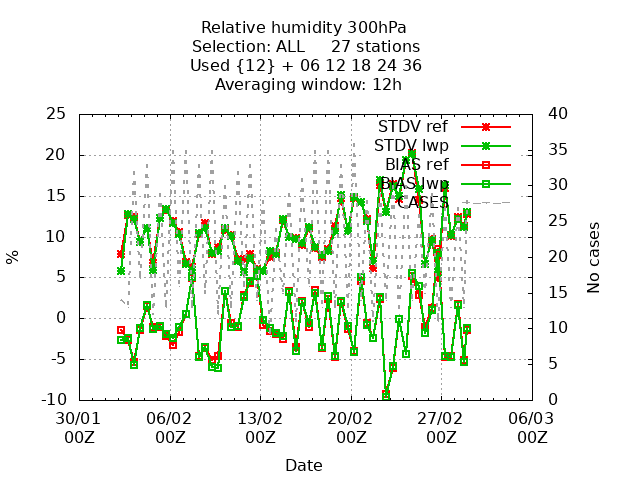 Relative humidity 300hPa
Selection: ALL 27 stations
Used {12} + 06 12 18 24 36
Averaging window: 12h
25 40
STDV ref
STDV lwp
BIAS ref
BIAS lwp
CASES
20 35
15 30
10 25
5 20
0 15
-5 10
-10 5
0
%
No cases
30/01 06/02 13/02 20/02 27/02 06/03
00Z 00Z 00Z 00Z 00Z 00Z
Date